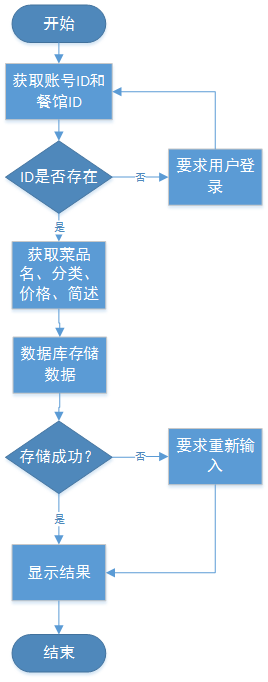 开始
获取账号ID和
餐馆ID
ID是否存在
否
要求用户登
录
是
获取菜品
名、分类、
价格、简述
数据库存储
数据
存储成功？
否
要求重新输
入
是
显示结果
结束